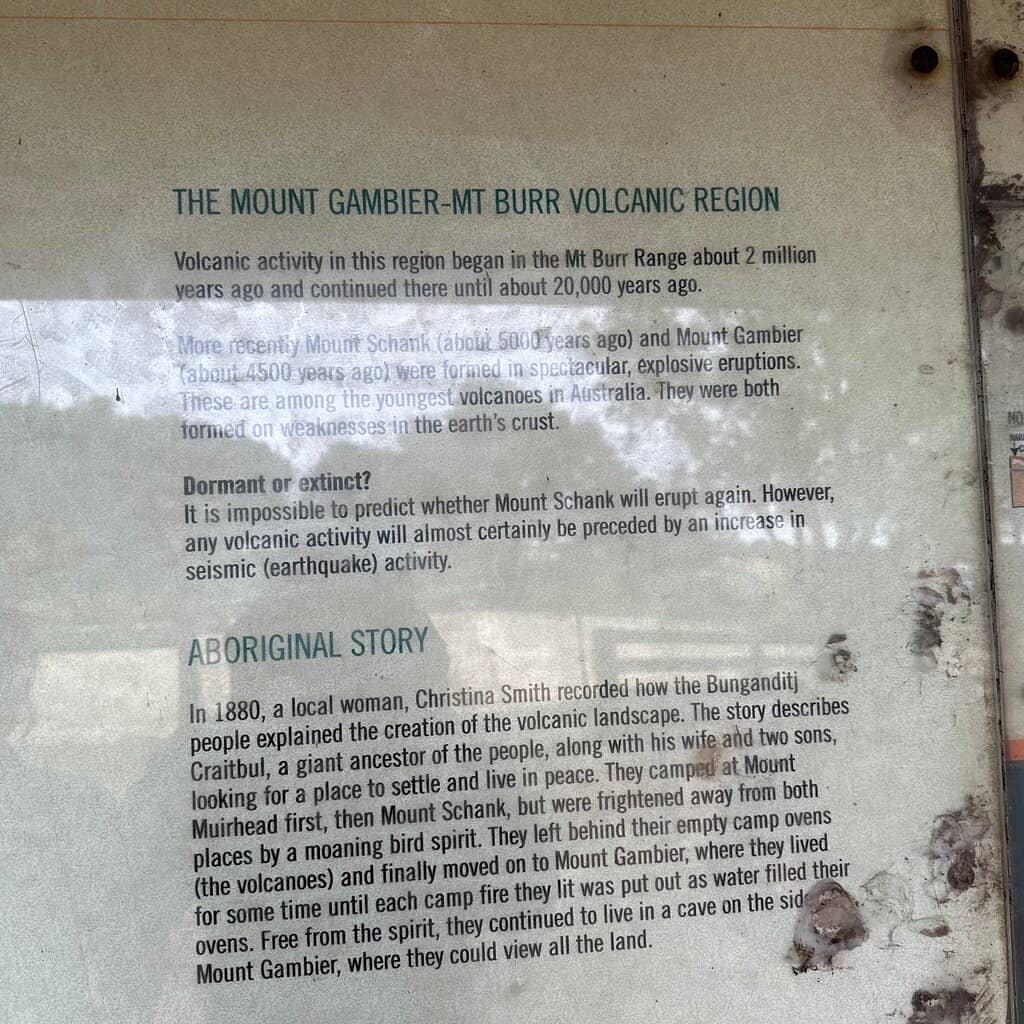 THE MOUNT GAMBIER-MT BURR VOLCANIC REGION
Volcanic activity in this region began in the Mt Burr Range about 2 million
years ago and continued there until about 20,000 years ago.
More recently Mount Schank (about 5000 years ago) and Mount Gambier
(about 4500 years ago) were formed in spectacular, explosive eruptions.
These are among the youngest volcanoes in Australia. They were both
formed on weaknesses in the earth's crust.
Dormant or extinct?
It is impossible to predict whether Mount Schank will erupt again. However,
any volcanic activity will almost certainly be preceded by an increase in
seismic (earthquake) activity.
ABORIGINAL STORY
In 1880, a local woman, Christina Smith recorded how the Bunganditj
people explained the creation of the volcanic landscape. The story describes
Craitbul, a giant ancestor of the people, along with his wife and two sons,
looking for a place to settle and live in peace. They camped at Mount
Muirhead first, then Mount Schank, but were frightened away from both
places by a moaning bird spirit. They left behind their empty camp ovens
(the volcanoes) and finally moved on to Mount Gambier, where they lived
for some time until each camp fire they lit was put out as water filled their
ovens. Free from the spirit, they continued to live in a cave on the
Mount Gambier, where they could view all the land.